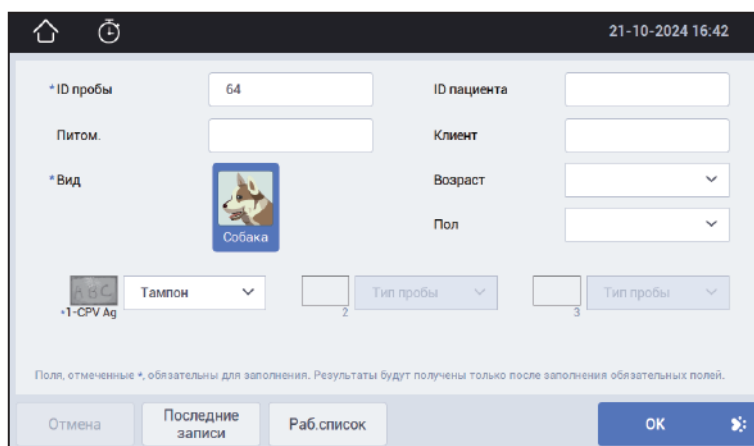 21-10-2024 16:42
*ID пробы 64 ID пациента
Питом. Клиент
*Вид Собака Возраст
Пол
ABC Тампон Тип пробы Тип пробы
*1-CPV Ag 2 3
Поля, отмеченные *, обязательны для заполнения. Результаты будут получены только после заполнения обязательных полей.
Отмена Последние записи Раб.список OK